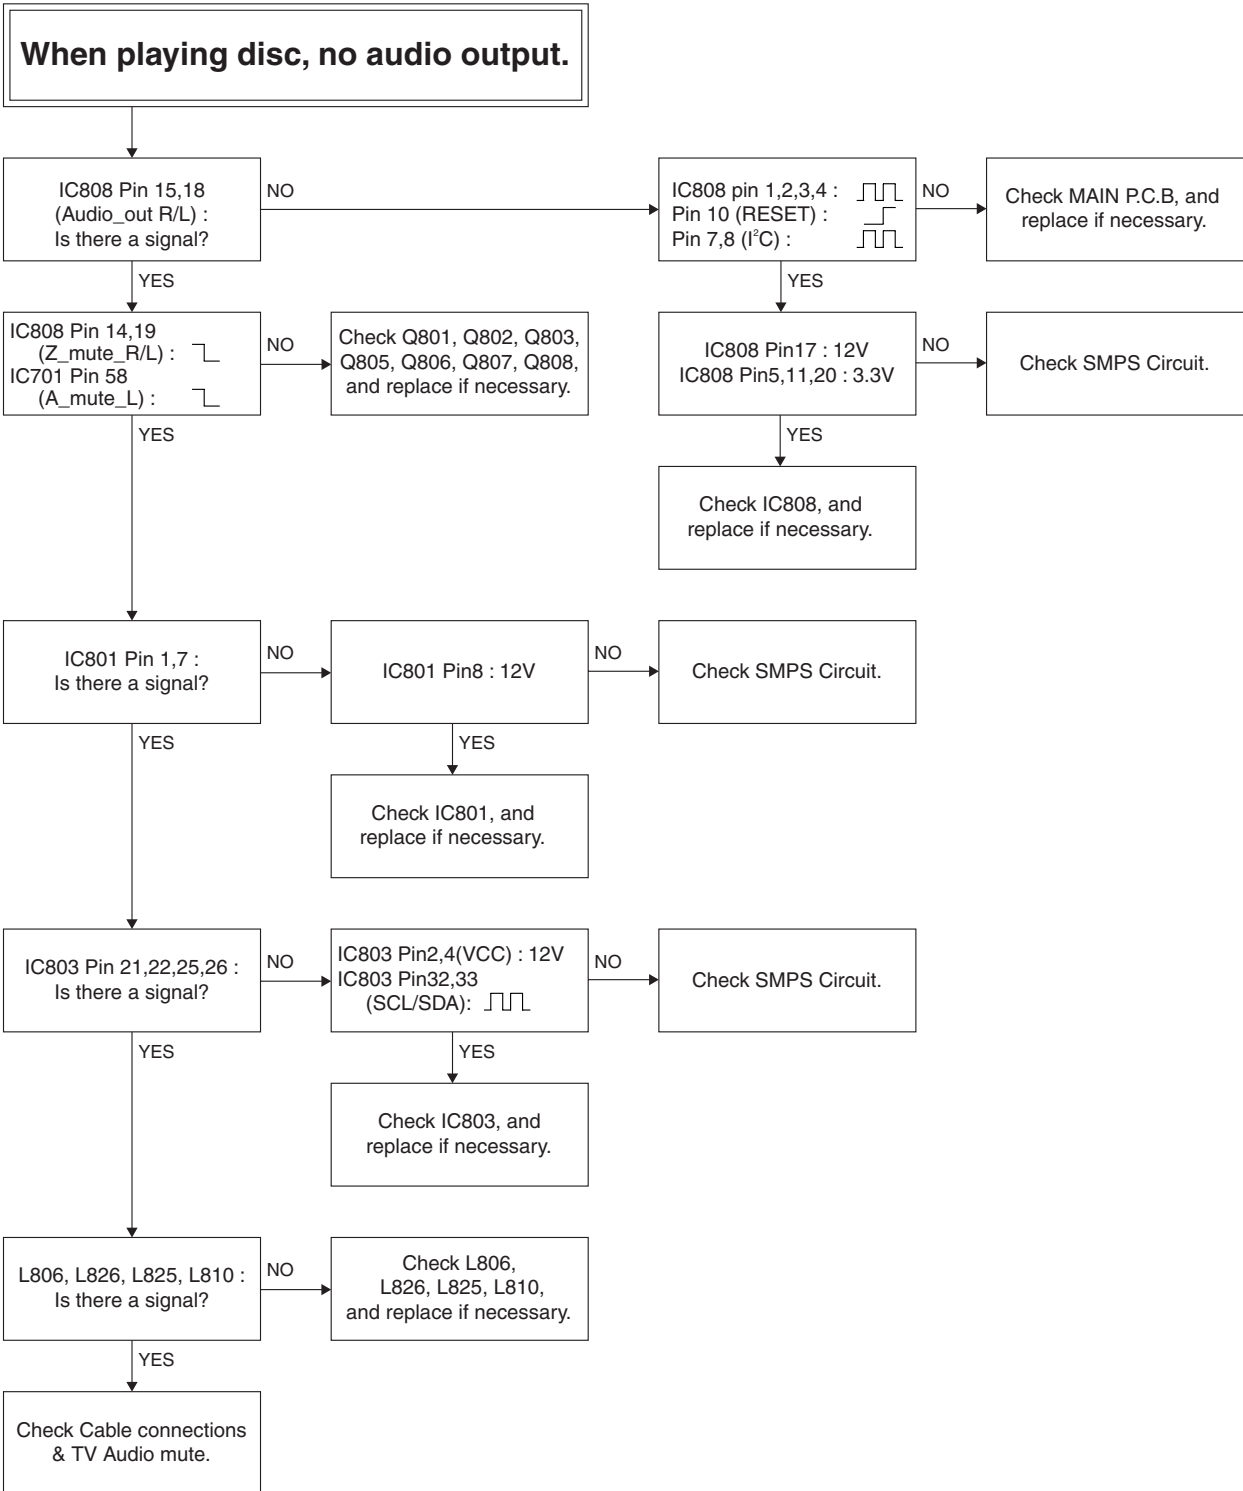 When playing disc, no audio output.
IC808 Pin 15,18
(Audio_out R/L) :
Is there a signal?
NO
IC808 pin 1,2,3,4 :
Pin 10 (RESET) :
Pin 7,8 (I²C) :
NO
Check MAIN P.C.B, and
replace if necessary.
YES
YES
IC808 Pin 14,19
(Z_mute_R/L) :
IC701 Pin 58
(A_mute_L) :
NO
Check Q801, Q802, Q803,
Q805, Q806, Q807, Q808,
and replace if necessary.
IC808 Pin17 : 12V
IC808 Pin5,11,20 : 3.3V
NO
Check SMPS Circuit.
YES
YES
Check IC808, and
replace if necessary.
IC801 Pin 1,7 :
Is there a signal?
NO
IC801 Pin8 : 12V
NO
Check SMPS Circuit.
YES
YES
Check IC801, and
replace if necessary.
IC803 Pin 21,22,25,26 :
Is there a signal?
NO
IC803 Pin2,4(VCC) : 12V
IC803 Pin32,33
(SCL/SDA):
NO
Check SMPS Circuit.
YES
YES
Check IC803, and
replace if necessary.
L806, L826, L825, L810 :
Is there a signal?
NO
Check L806,
L826, L825, L810,
and replace if necessary.
YES
Check Cable connections
& TV Audio mute.